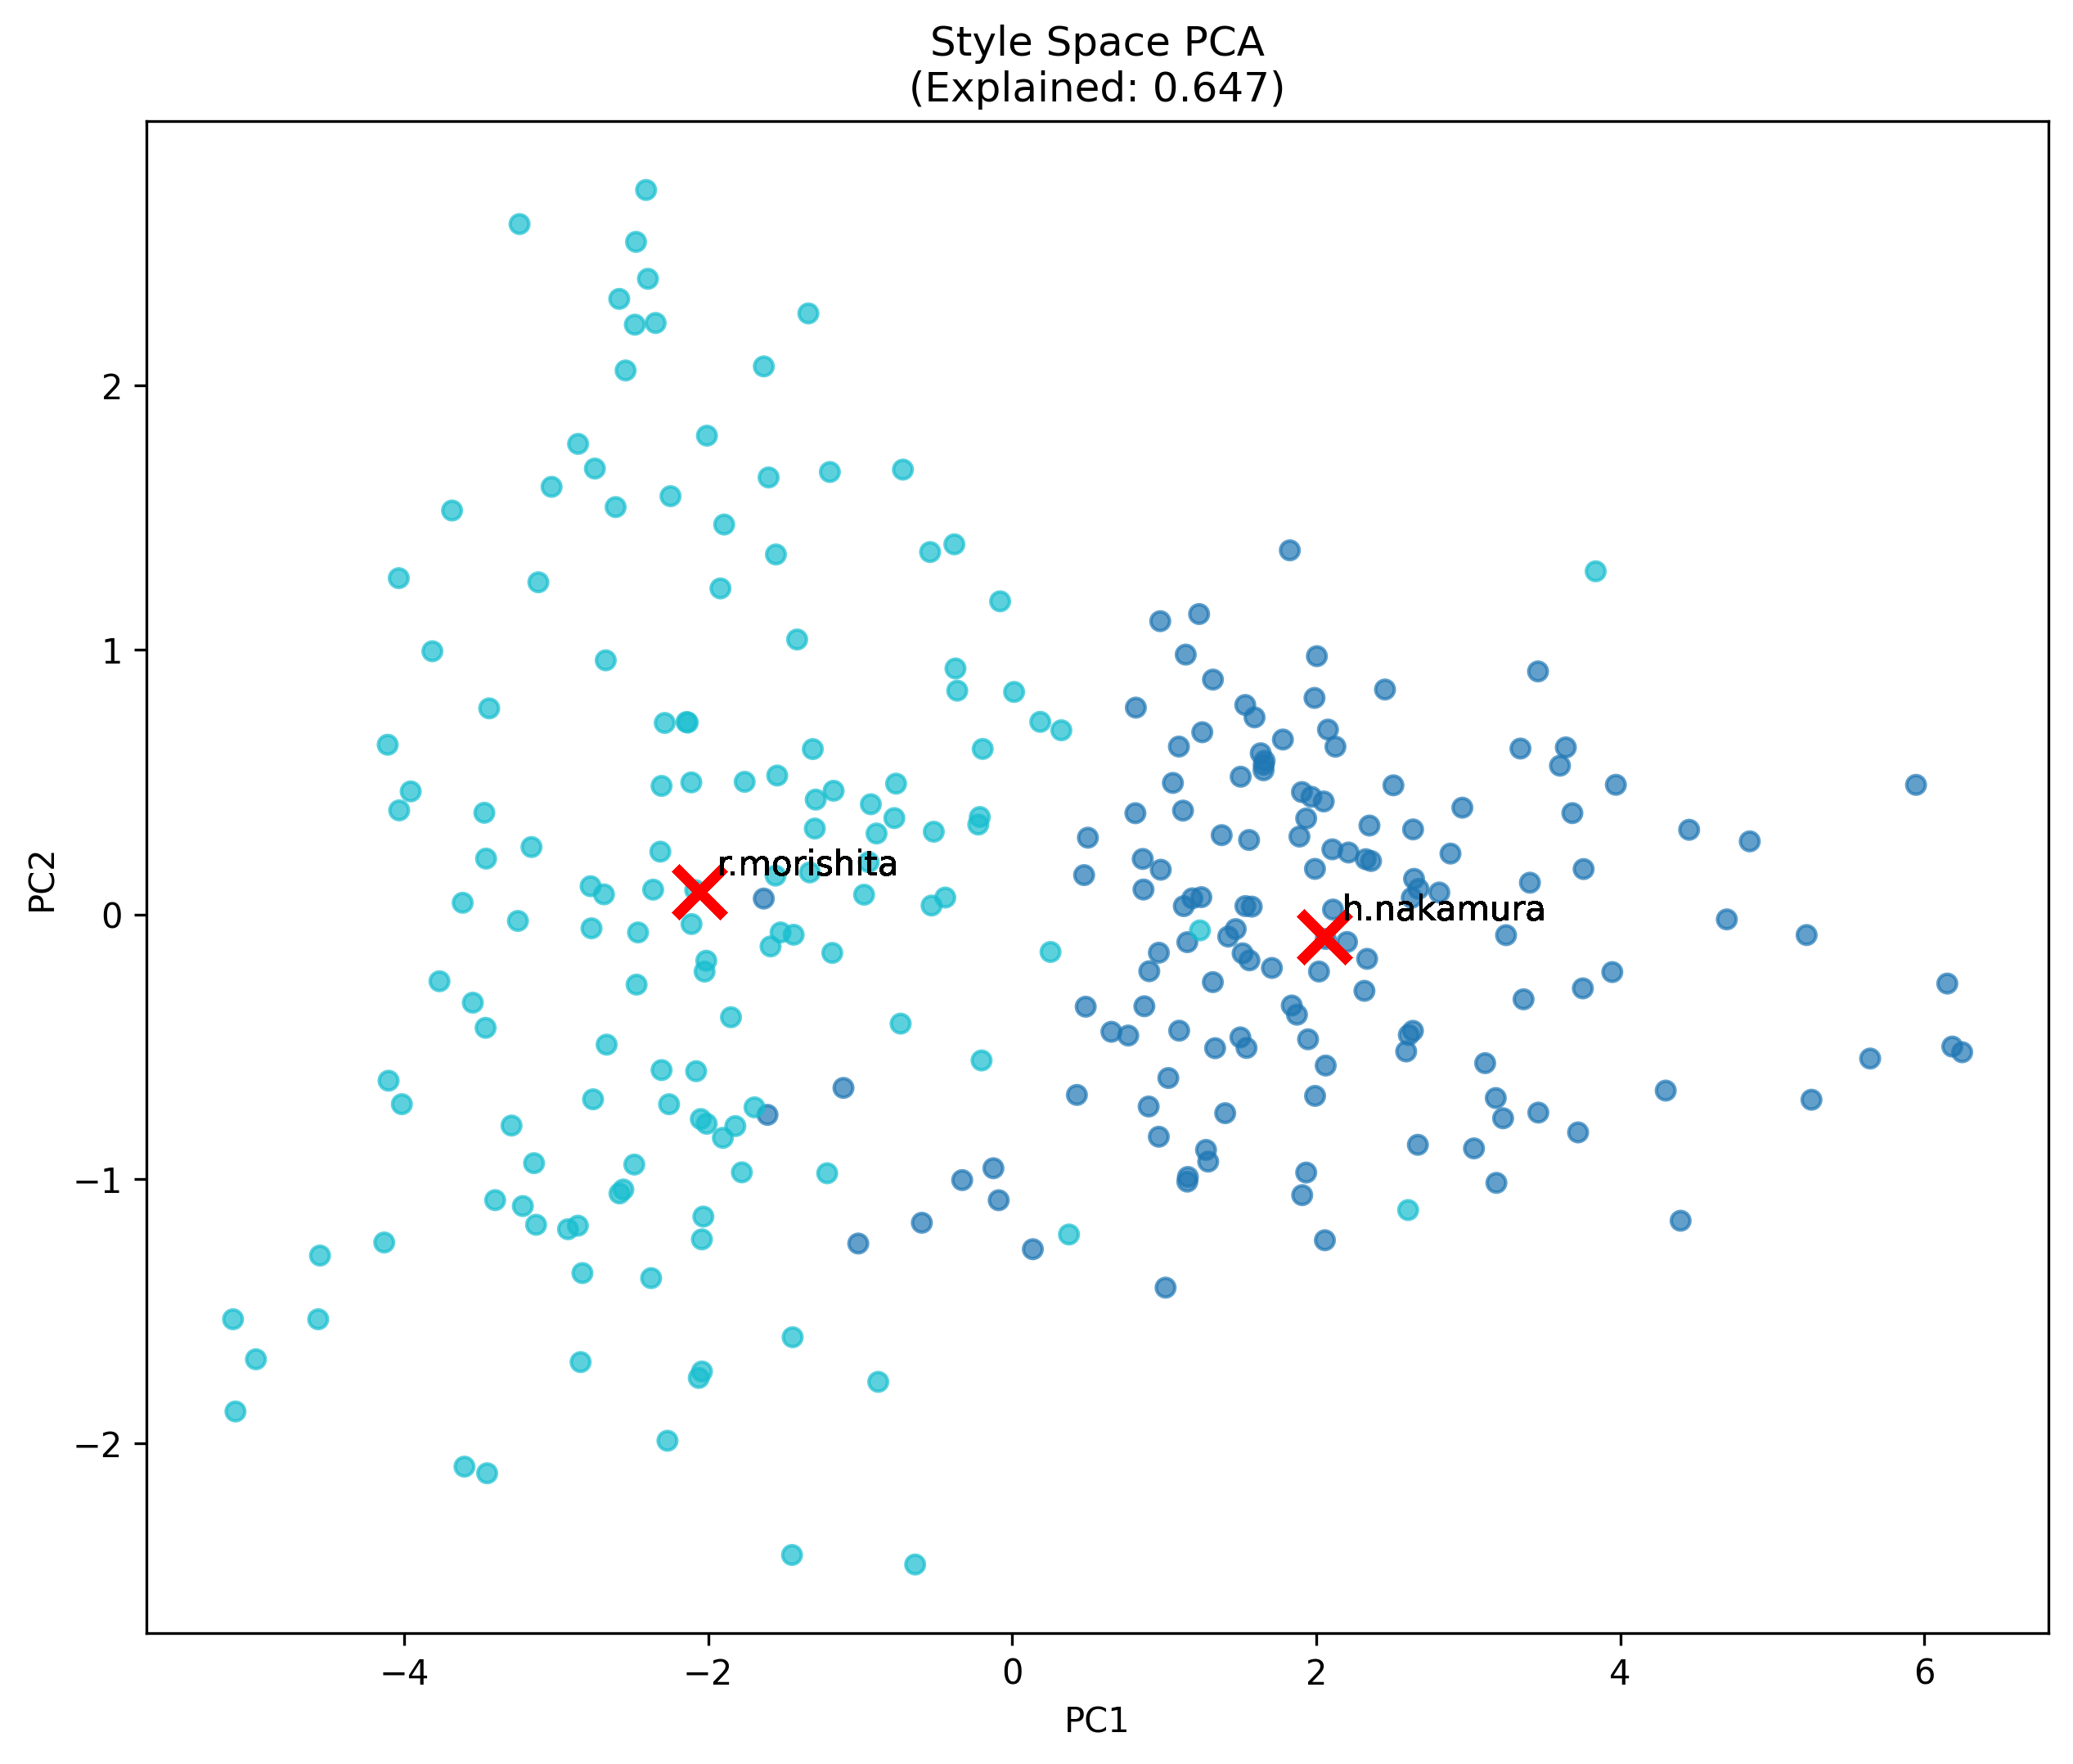 Style Space PCA
(Explained: 0.647)
2
1
0
−1
−2
PC2
r.morishita
h.nakamura
−4
−2
0
2
4
6
PC1